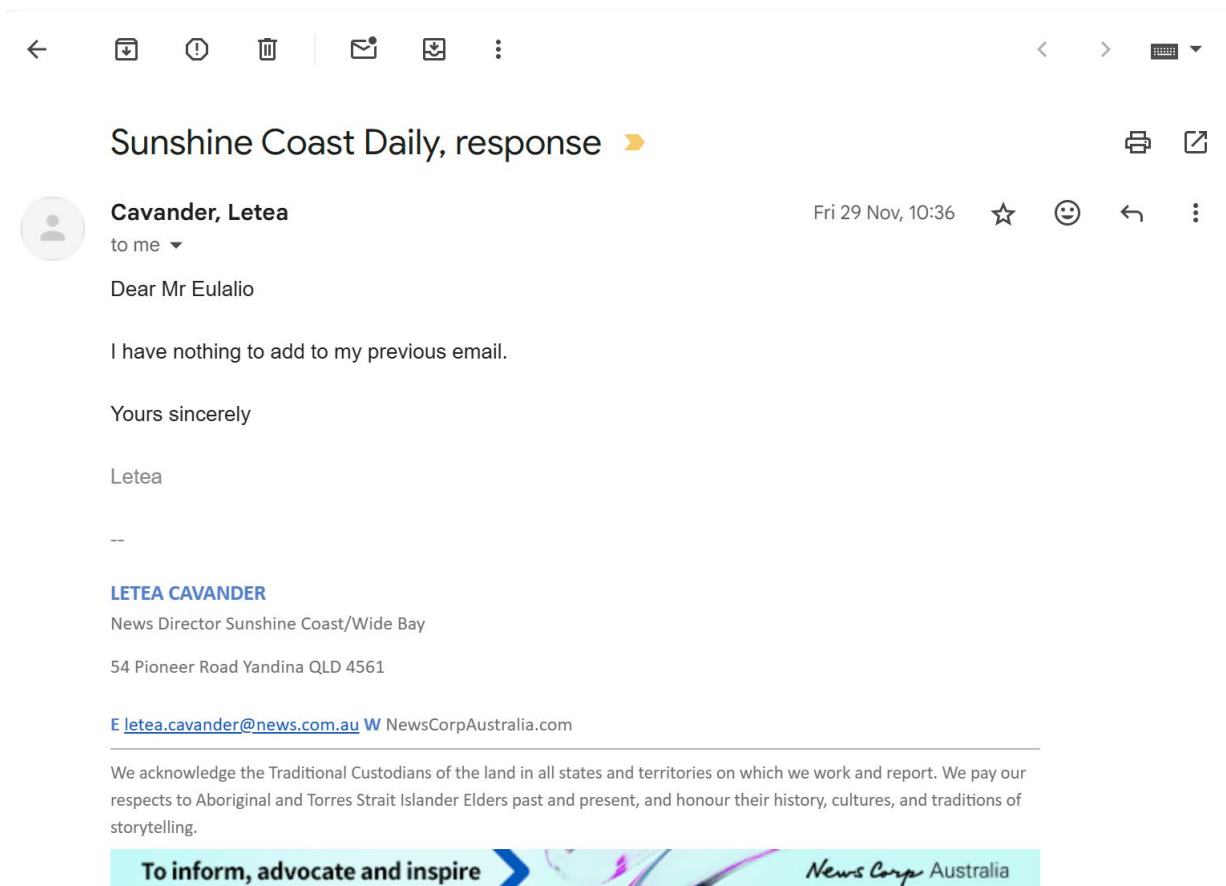 Sunshine Coast Daily, response
Cavander, Letea
Fri 29 Nov, 10:36
to me
Dear Mr Eulalio
I have nothing to add to my previous email.
Yours sincerely
Letea
--
LETEA CAVANDER
News Director Sunshine Coast/Wide Bay
54 Pioneer Road Yandina QLD 4561
E letea.cavander@news.com.au W NewsCorpAustralia.com
We acknowledge the Traditional Custodians of the land in all states and territories on which we work and report. We pay our
respects to Aboriginal and Torres Strait Islander Elders past and present, and honour their history, cultures, and traditions of
storytelling.
To inform, advocate and inspire
News Corp Australia